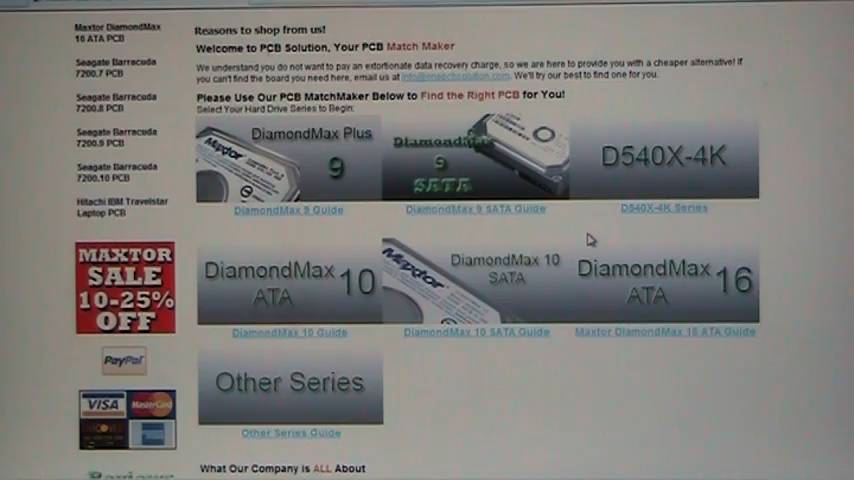 Maxtor DiamondMax
16 ATA PCB
Seagate Barracuda
7200.7 PCB
Seagate Barracuda
7200.8 PCB
Seagate Barracuda
7200.9 PCB
Seagate Barracuda
7200.10 PCB
Hitachi IBM Travelstar
Laptop PCB
MAXTOR
SALE
10-25%
OFF
PayPal
VISA MasterCard
Reasons to shop from us!
Welcome to PCB Solution, Your PCB Match Maker
We understand you do not want to pay an extortionate data recovery charge, so we are here to provide you with a cheaper alternative! If
you can't find the board you need here, email us at We'll try our best to find one for you.
Please Use Our PCB MatchMaker Below to Find the Right PCB for You!
Select Your Hard Drive Series to Begin:
Maxtor DiamondMax Plus
9
DiamondMax
9
SATA
D540X-4K
DiamondMax 9 Guide
DiamondMax 9 SATA Guide
D540X-4K Series
DiamondMax 10
ATA
Maxtor DiamondMax 10
SATA
DiamondMax 16
ATA
DiamondMax 10 Guide
DiamondMax 10 SATA Guide
Maxtor DiamondMax 16 ATA Guide
Other Series
Other Series Guide
What Our Company is ALL About